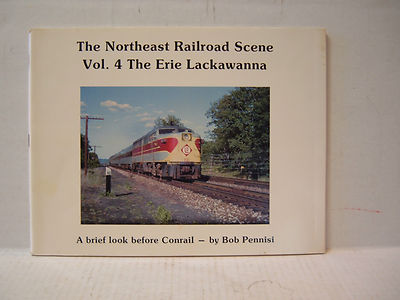 The Northeast Railroad Scene
Vol. 4 The Erie Lackawanna
A brief look before Conrail – by Bob Pennisi